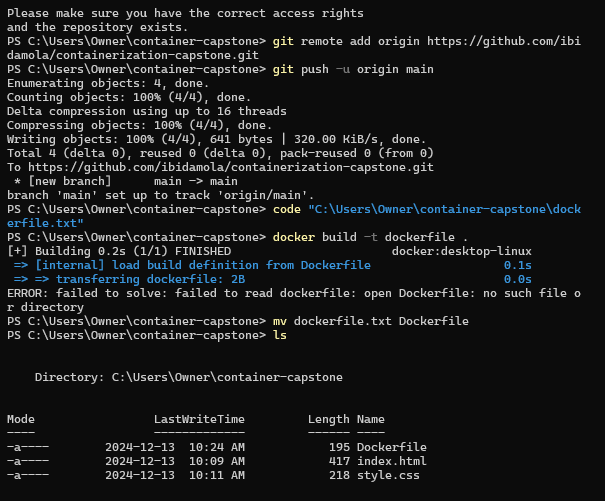 Please make sure you have the correct access rights
and the repository exists.
PS C:\Users\Owner\container-capstone> git remote add origin https://github.com/ibi
damola/containerization-capstone.git
PS C:\Users\Owner\container-capstone> git push -u origin main
Enumerating objects: 4, done.
Counting objects: 100% (4/4), done.
Delta compression using up to 16 threads
Compressing objects: 100% (4/4), done.
Writing objects: 100% (4/4), 641 bytes | 320.00 KiB/s, done.
Total 4 (delta 0), reused 0 (delta 0), pack-reused 0 (from 0)
To https://github.com/ibidamola/containerization-capstone.git
 * [new branch]      main -> main
branch 'main' set up to track 'origin/main'.
PS C:\Users\Owner\container-capstone> code "C:\Users\Owner\container-capstone\dock
erfile.txt"
PS C:\Users\Owner\container-capstone> docker build -t dockerfile .
[+] Building 0.2s (1/1) FINISHED                       docker:desktop-linux
 => [internal] load build definition from Dockerfile                   0.1s
 => => transferring dockerfile: 2B                                     0.0s
ERROR: failed to solve: failed to read dockerfile: open Dockerfile: no such file o
r directory
PS C:\Users\Owner\container-capstone> mv dockerfile.txt Dockerfile
PS C:\Users\Owner\container-capstone> ls
    Directory: C:\Users\Owner\container-capstone
Mode                 LastWriteTime         Length Name
----                 -------------         ------ ----
-a----        2024-12-13  10:24 AM            195 Dockerfile
-a----        2024-12-13  10:09 AM            417 index.html
-a----        2024-12-13  10:11 AM            218 style.css